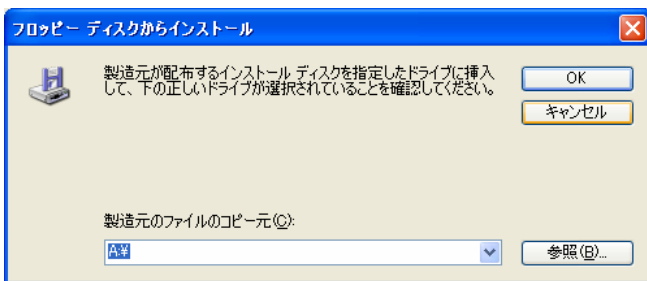 フロッピー ディスクからインストール
製造元が配布するインストール ディスクを指定したドライブに挿入
して、下の正しいドライブが選択されていることを確認してください。
OK
キャンセル
製造元のファイルのコピー元(C):
A:¥
参照(B)...